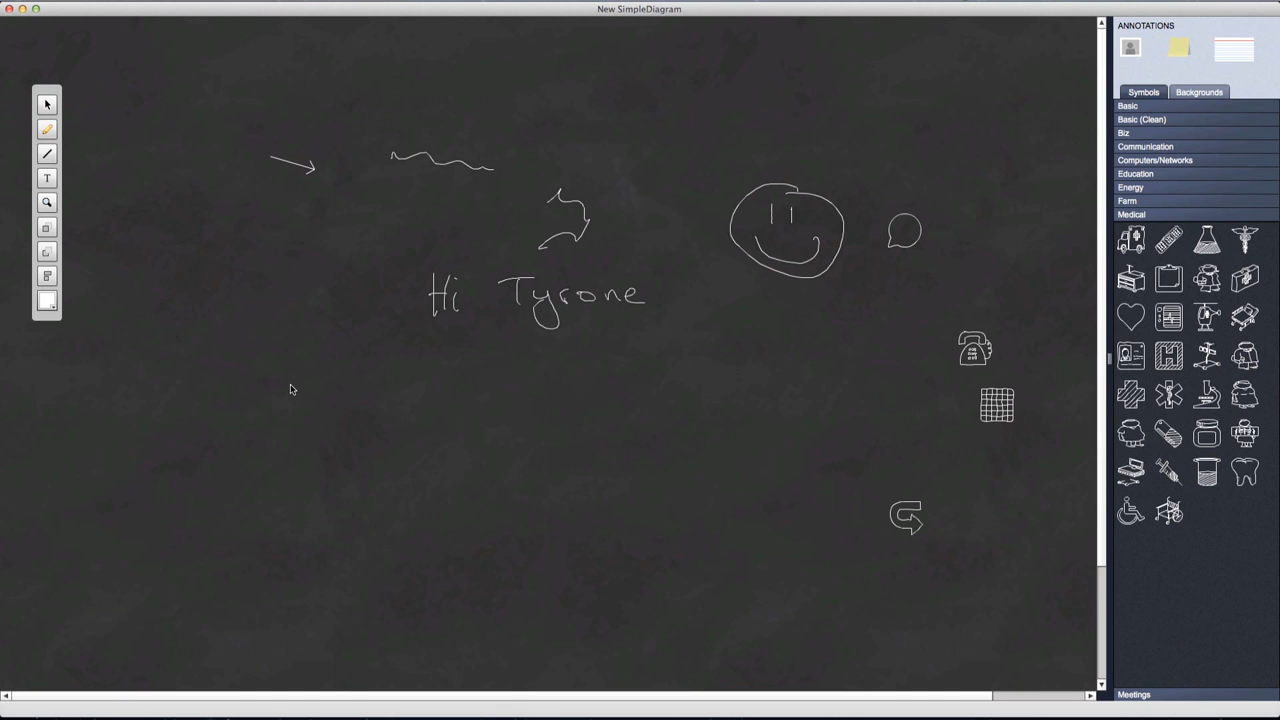 New SimpleDiagram
ANNOTATIONS
Symbols
Backgrounds
Basic
Basic (Clean)
Biz
Communication
Computers/Networks
Education
Energy
Farm
Medical
T
Hi Tyrone
H
Meetings